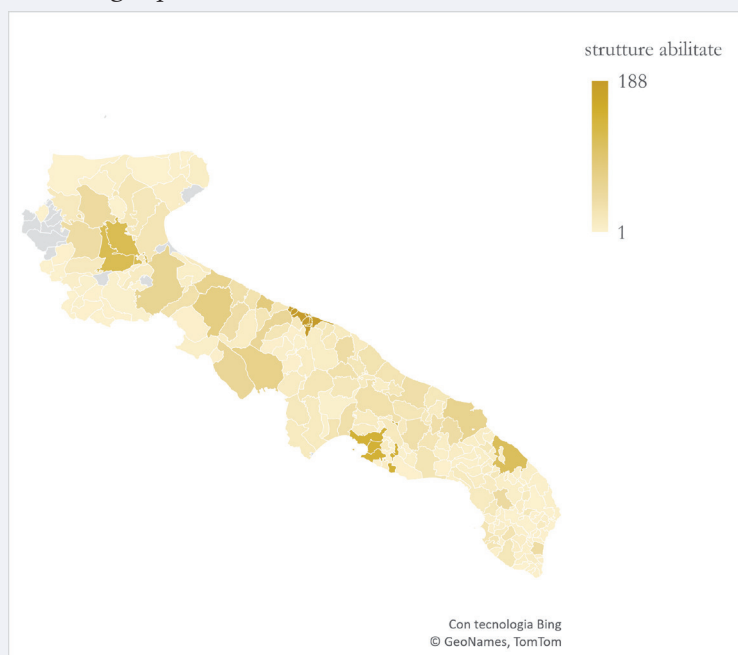 strutture abilitate
188
1
Con tecnologia Bing
© GeoNames, TomTom